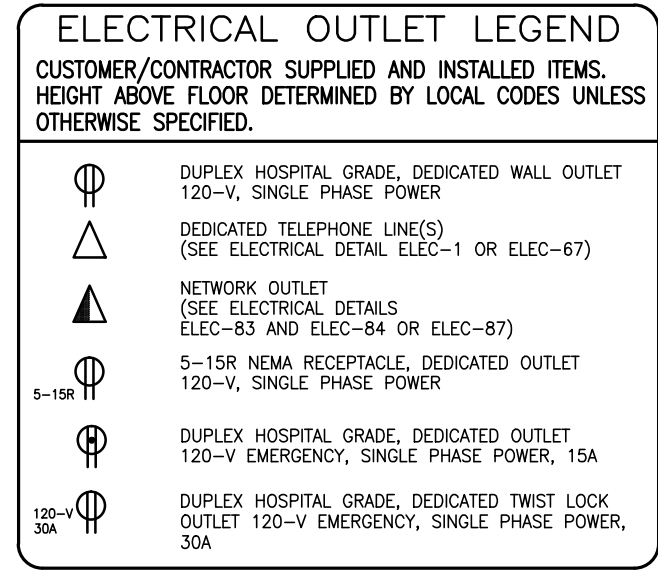 ELECTRICAL OUTLET LEGEND
CUSTOMER/CONTRACTOR SUPPLIED AND INSTALLED ITEMS.
HEIGHT ABOVE FLOOR DETERMINED BY LOCAL CODES UNLESS
OTHERWISE SPECIFIED.
DUPLEX HOSPITAL GRADE, DEDICATED WALL OUTLET
120-V, SINGLE PHASE POWER
DEDICATED TELEPHONE LINE(S)
(SEE ELECTRICAL DETAIL ELEC-1 OR ELEC-67)
NETWORK OUTLET
(SEE ELECTRICAL DETAILS
ELEC-83 AND ELEC-84 OR ELEC-87)
5-15R
5-15R NEMA RECEPTACLE, DEDICATED OUTLET
120-V, SINGLE PHASE POWER
DUPLEX HOSPITAL GRADE, DEDICATED OUTLET
120-V EMERGENCY, SINGLE PHASE POWER, 15A
120-V
30A
DUPLEX HOSPITAL GRADE, DEDICATED TWIST LOCK
OUTLET 120-V EMERGENCY, SINGLE PHASE POWER,
30A